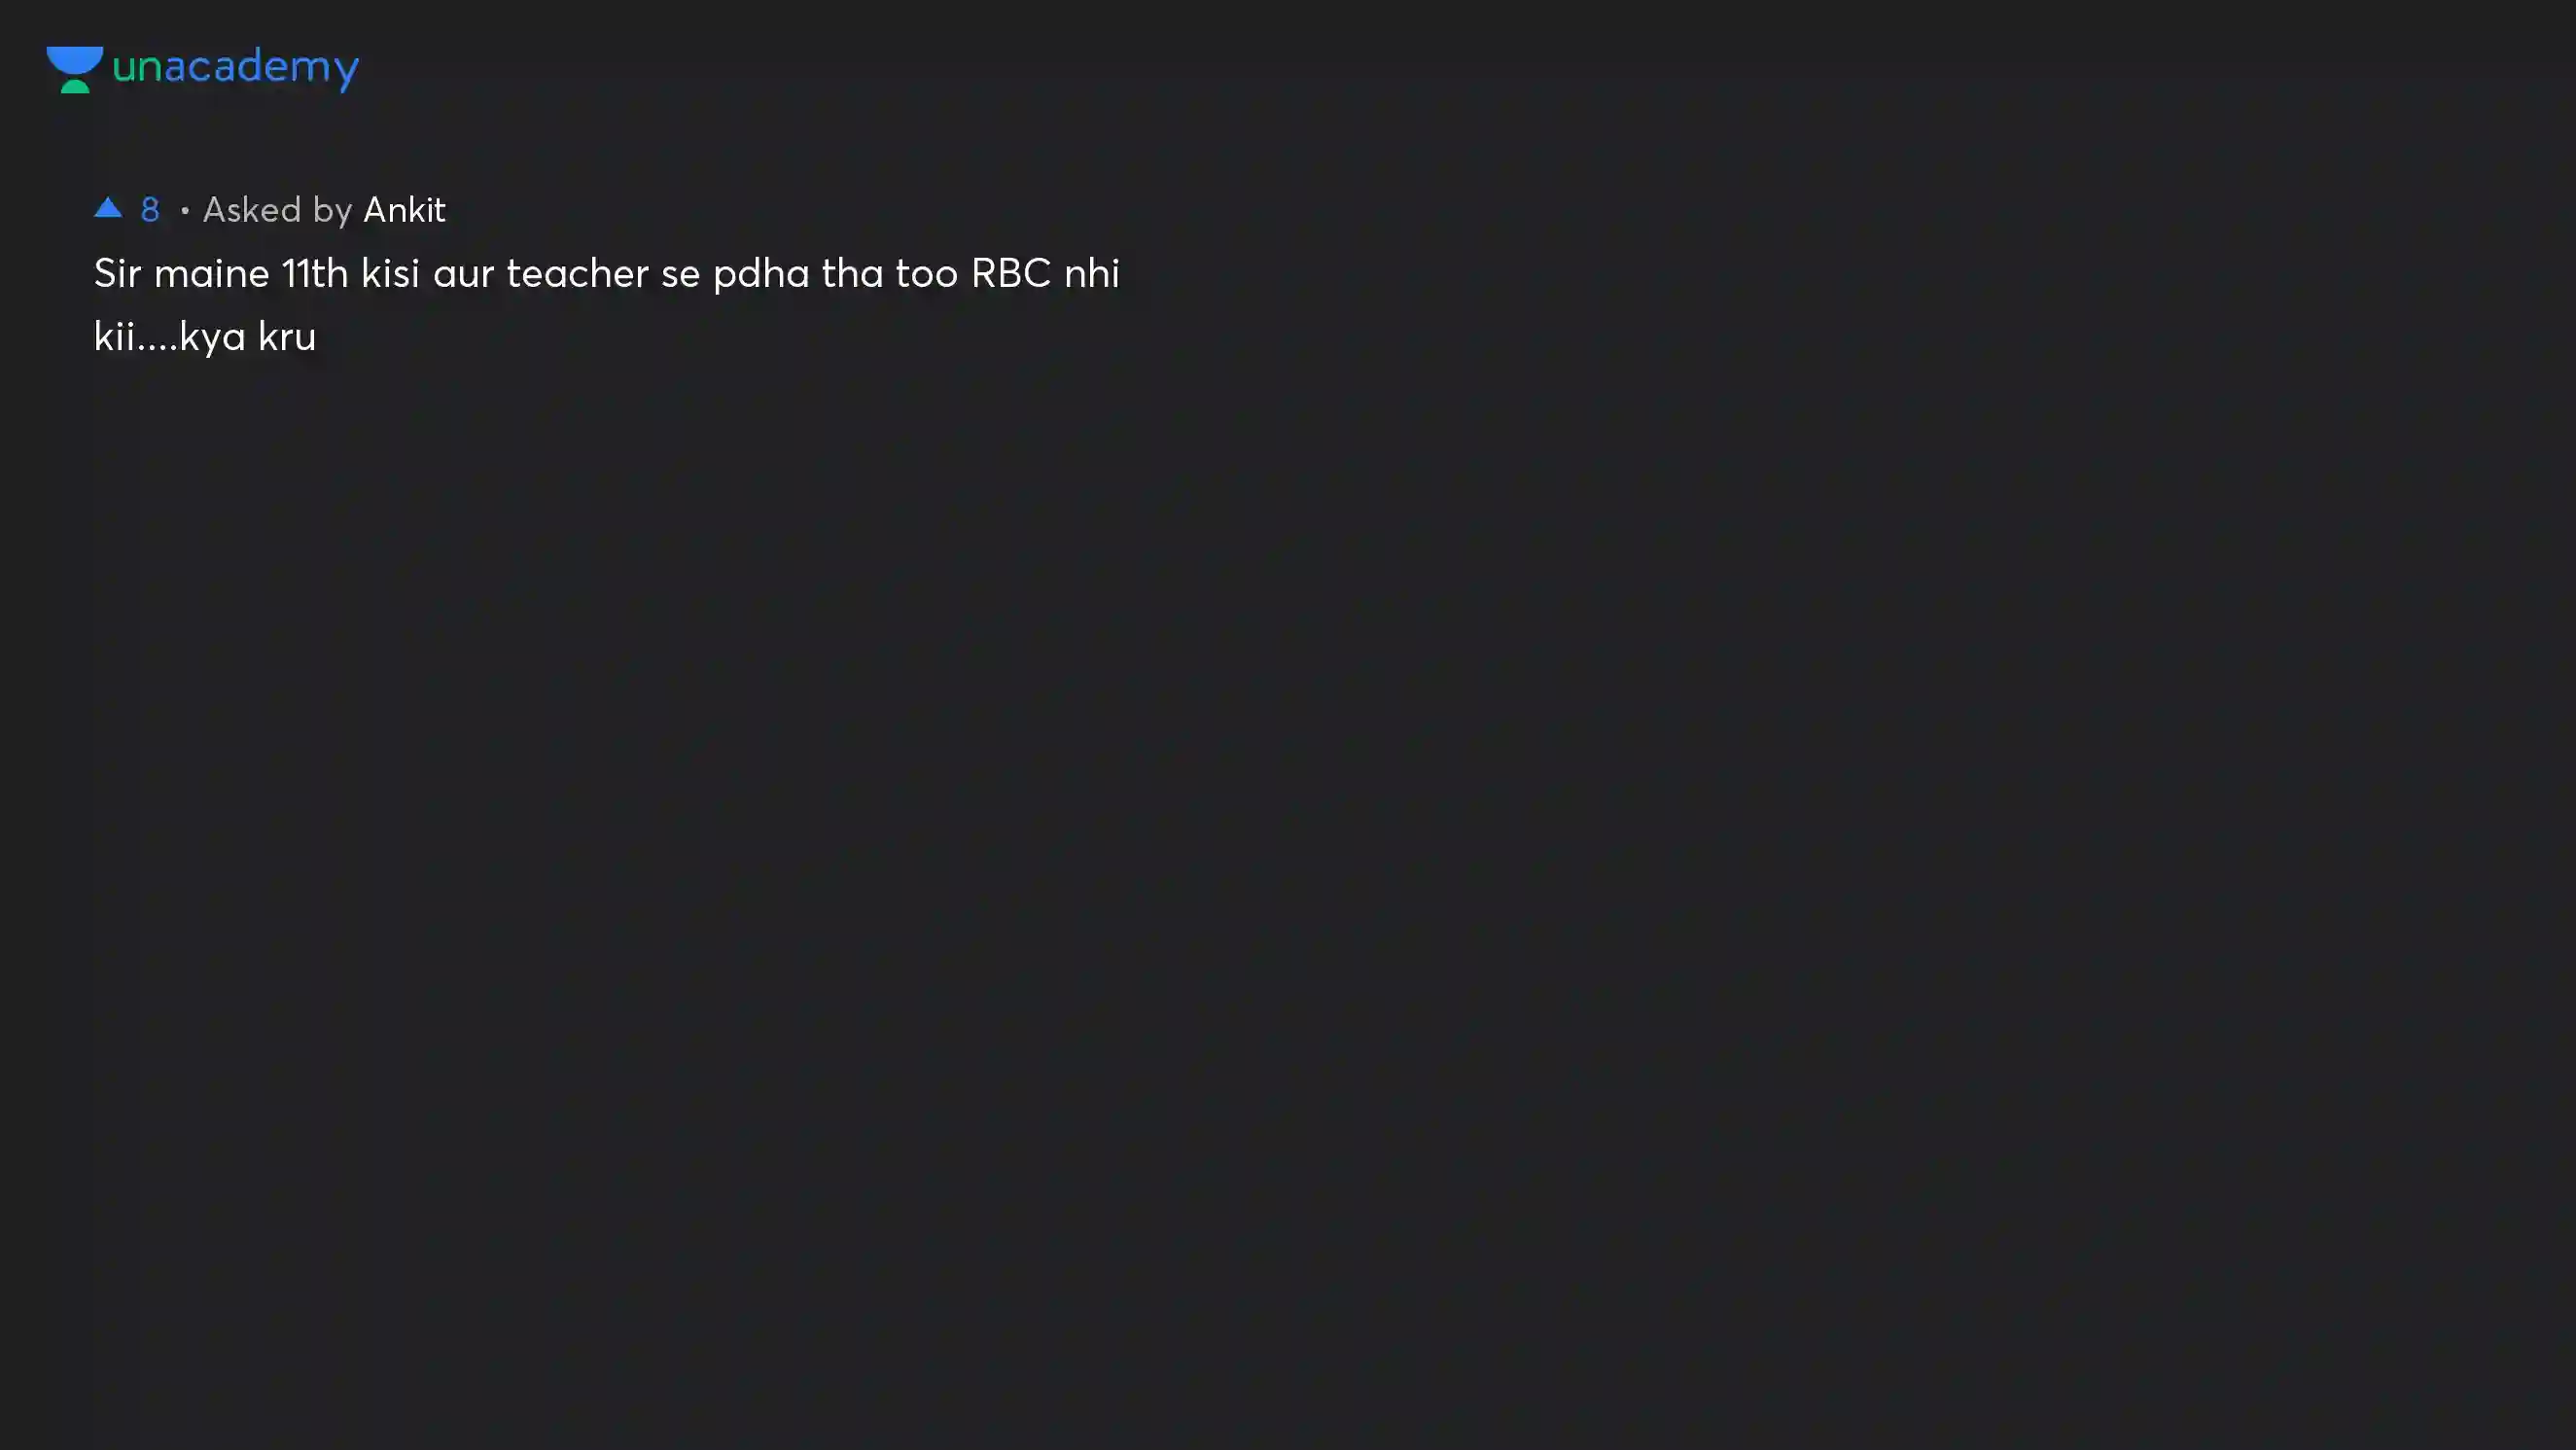 unacademy
▲ 8 • Asked by Ankit
Sir maine 11th kisi aur teacher se pdha tha too RBC nhi
kii....kya kru